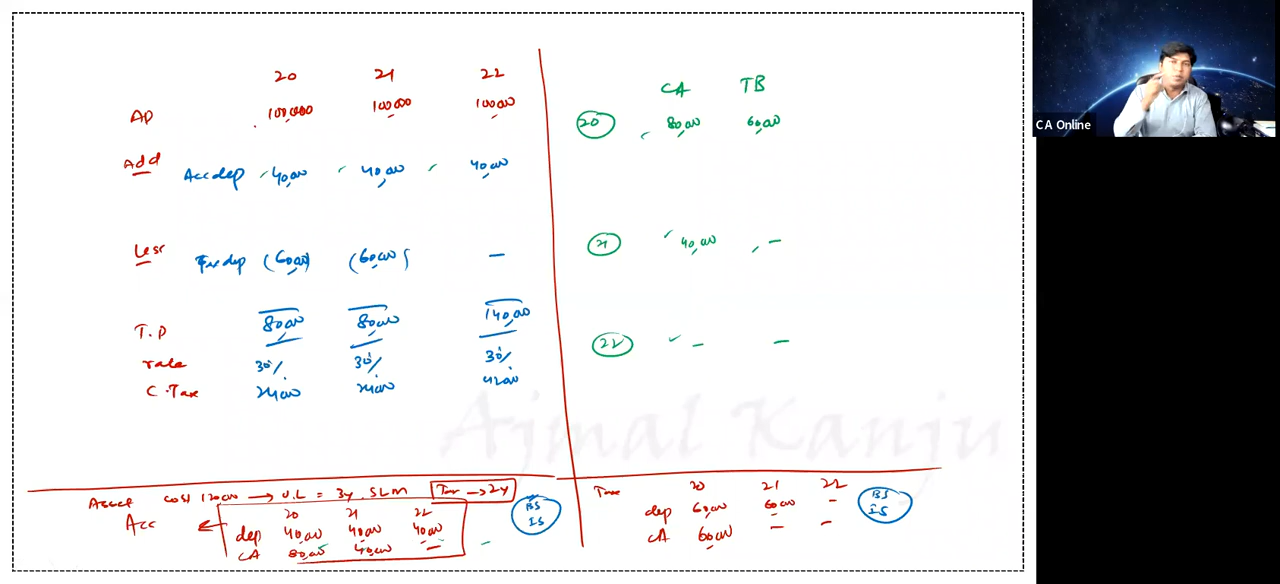 20 21 22
AP 100,000 100,000 100,000
Add Acc dep 40,000 40,000 40,000
Less Tax dep (60,000) (60,000) —
T.P 80,000 80,000 140,000
rate 30% 30% 30%
C.Tax 24,000 24,000 42,000
CA TB
20 80,000 60,000
21 40,000 —
22 — —
CA Online
Ajmal Kanju
Asset cost 120,000 → U.L = 3y. SLM Tax → 2y
Acc
20 21 22
dep 40,000 40,000 40,000
CA 80,000 40,000 —
BS
IS
Tax 20 21 22
dep 60,000 60,000 —
CA 60,000 — —
BS
IS